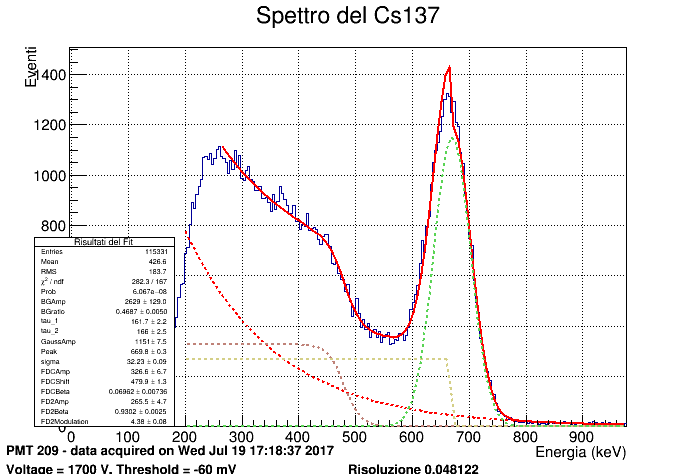 Spettro del Cs137
Eventi
1400
1200
1000
800
Risultati del Fit
Entries 115331
Mean 426.6
RMS 183.7
χ² / ndf 282.3 / 167
Prob 6.067e−08
BGAmp 2629 ± 129.0
BGratio 0.4687 ± 0.0050
tau_1 161.7 ± 2.2
tau_2 166 ± 2.5
GaussAmp 1151 ± 7.5
Peak 669.8 ± 0.3
sigma 32.23 ± 0.09
FDCAmp 326.6 ± 6.7
FDCShift 479.9 ± 1.3
FDCBeta 0.06962 ± 0.00736
FD2Amp 265.5 ± 4.7
FD2Beta 0.9302 ± 0.0025
FD2Modulation 4.38 ± 0.08
0 100 200 300 400 500 600 700 800 900
Energia (keV)
PMT 209 - data acquired on Wed Jul 19 17:18:37 2017
Voltage = 1700 V, Threshold = -60 mV Risoluzione 0.048122